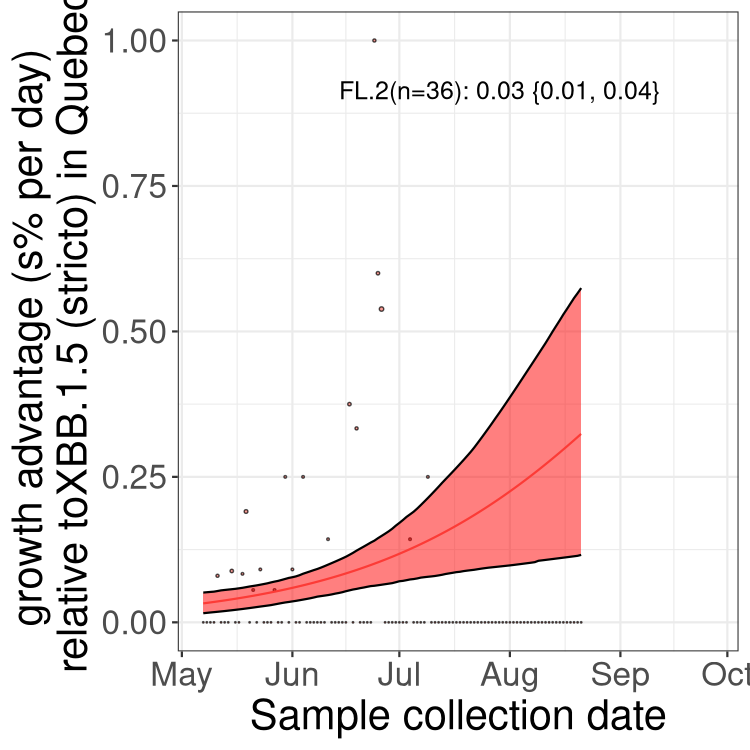 growth advantage (s% per day)
relative toXBB.1.5 (stricto) in Quebec
1.00
0.75
0.50
0.25
0.00
FL.2(n=36): 0.03 {0.01, 0.04}
May Jun Jul Aug Sep Oct
Sample collection date